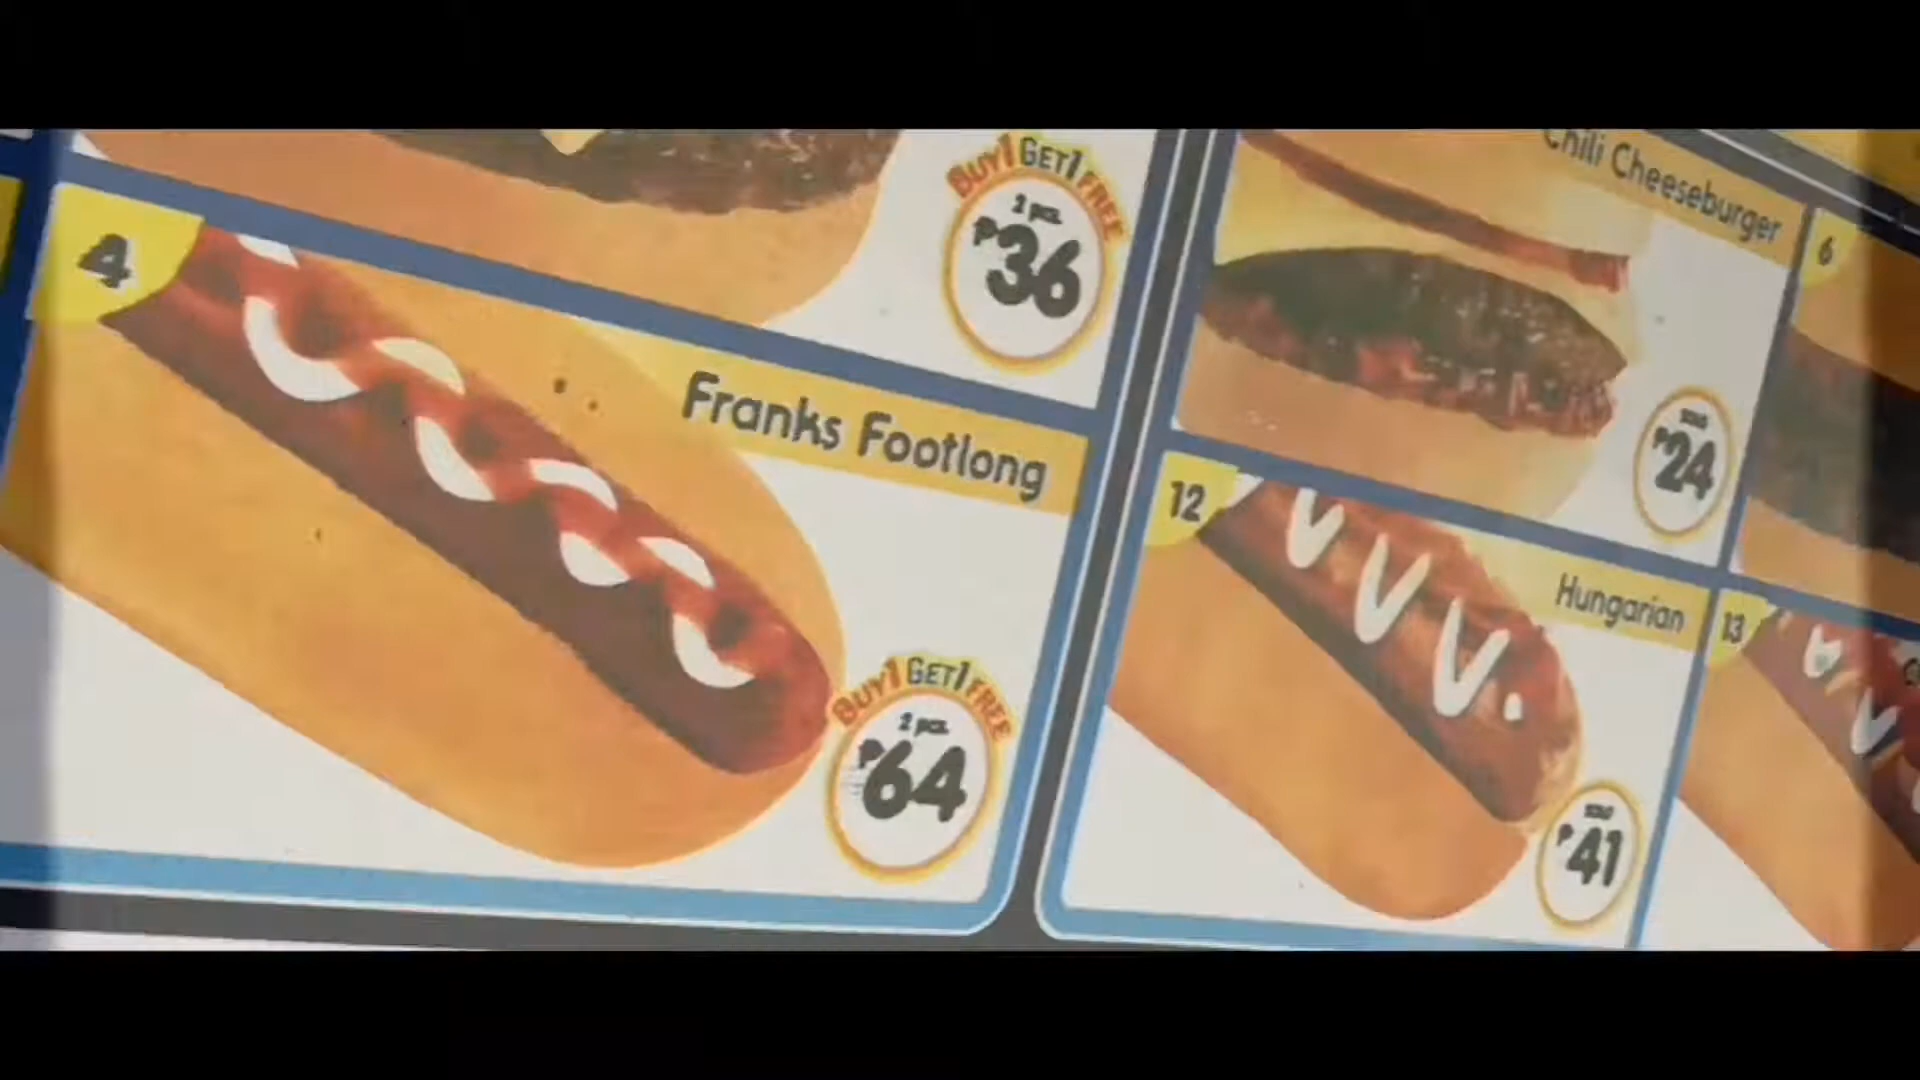 BUY 1 GET 1 FREE
2 pcs.
₱36
4
Franks Footlong
BUY 1 GET 1 FREE
2 pcs.
₱64
Chili Cheeseburger
₱24
6
12
Hungarian
₱41
13